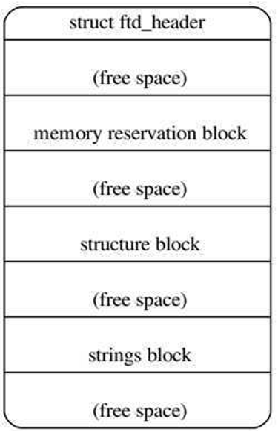 struct ftd_header
(free space)
memory reservation block
(free space)
structure block
(free space)
strings block
(free space)